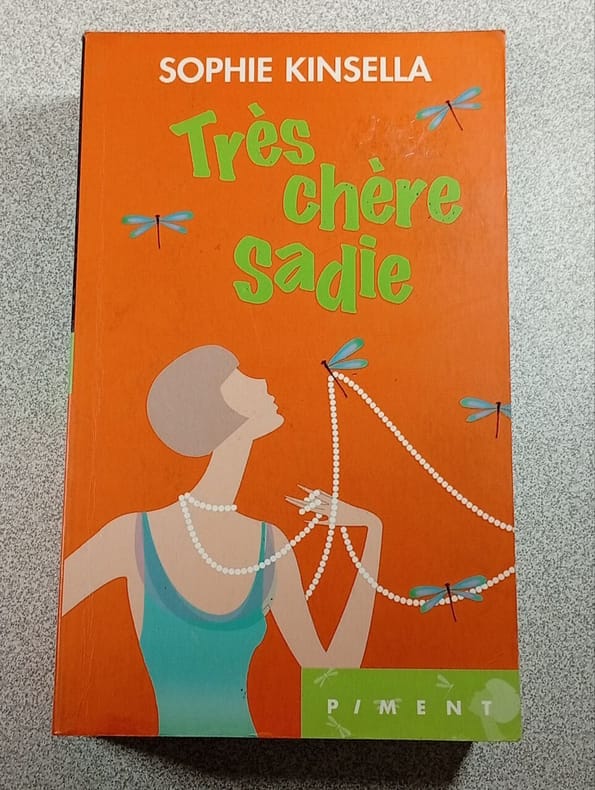 SOPHIE KINSELLA
Très
chère
Sadie
PIMENT